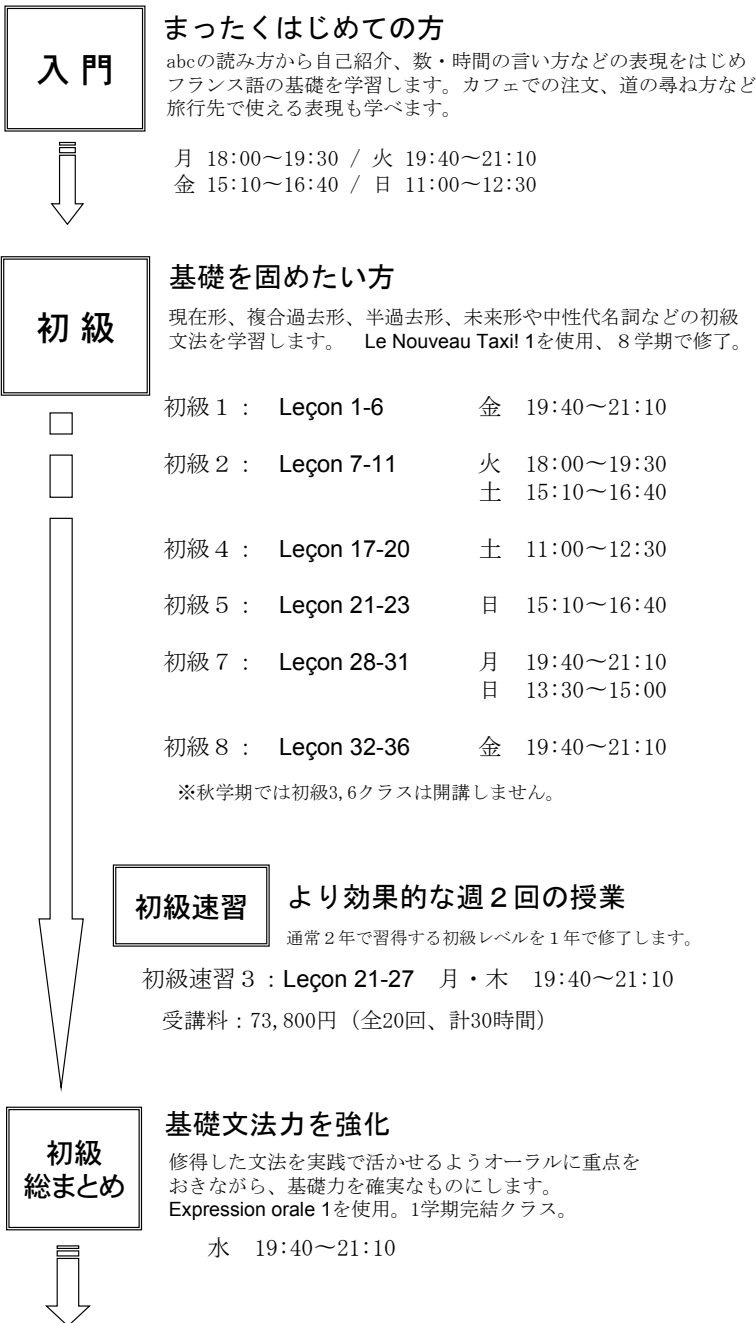 入 門
まったくはじめての方
abcの読み方から自己紹介、数・時間の言い方などの表現をはじめ
フランス語の基礎を学習します。カフェでの注文、道の尋ね方など
旅行先で使える表現も学べます。
月 18:00～19:30 / 火 19:40～21:10
金 15:10～16:40 / 日 11:00～12:30
初 級
基礎を固めたい方
現在形、複合過去形、半過去形、未来形や中性代名詞などの初級
文法を学習します。 Le Nouveau Taxi! 1を使用、８学期で修了。
初級１： Leçon 1-6 金 19:40～21:10
初級２： Leçon 7-11 火 18:00～19:30
土 15:10～16:40
初級４： Leçon 17-20 土 11:00～12:30
初級５： Leçon 21-23 日 15:10～16:40
初級７： Leçon 28-31 月 19:40～21:10
日 13:30～15:00
初級８： Leçon 32-36 金 19:40～21:10
※秋学期では初級3,6クラスは開講しません。
初級速習
より効果的な週２回の授業
通常２年で習得する初級レベルを１年で修了します。
初級速習３：Leçon 21-27 月・木 19:40～21:10
受講料：73,800円（全20回、計30時間）
初級
総まとめ
基礎文法力を強化
修得した文法を実践で活かせるようオーラルに重点を
おきながら、基礎力を確実なものにします。
Expression orale 1を使用。1学期完結クラス。
水 19:40～21:10